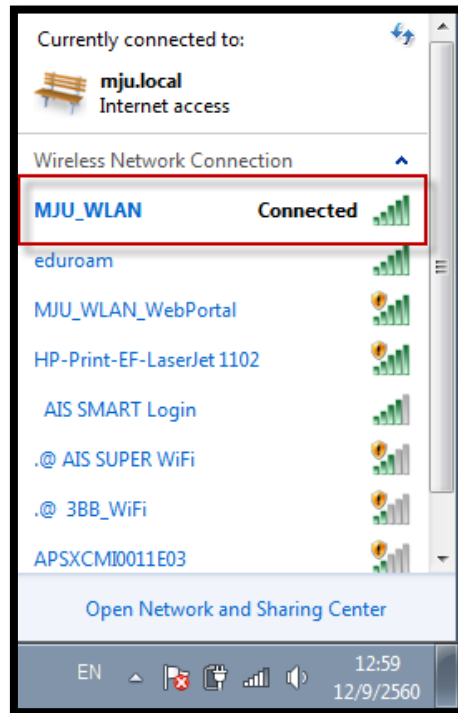 Currently connected to:
mju.local
Internet access
Wireless Network Connection
MJU_WLAN Connected
eduroam
MJU_WLAN_WebPortal
HP-Print-EF-LaserJet 1102
AIS SMART Login
.@ AIS SUPER WiFi
.@ 3BB_WiFi
APSXCMI0011E03
Open Network and Sharing Center
EN 12:59
12/9/2560